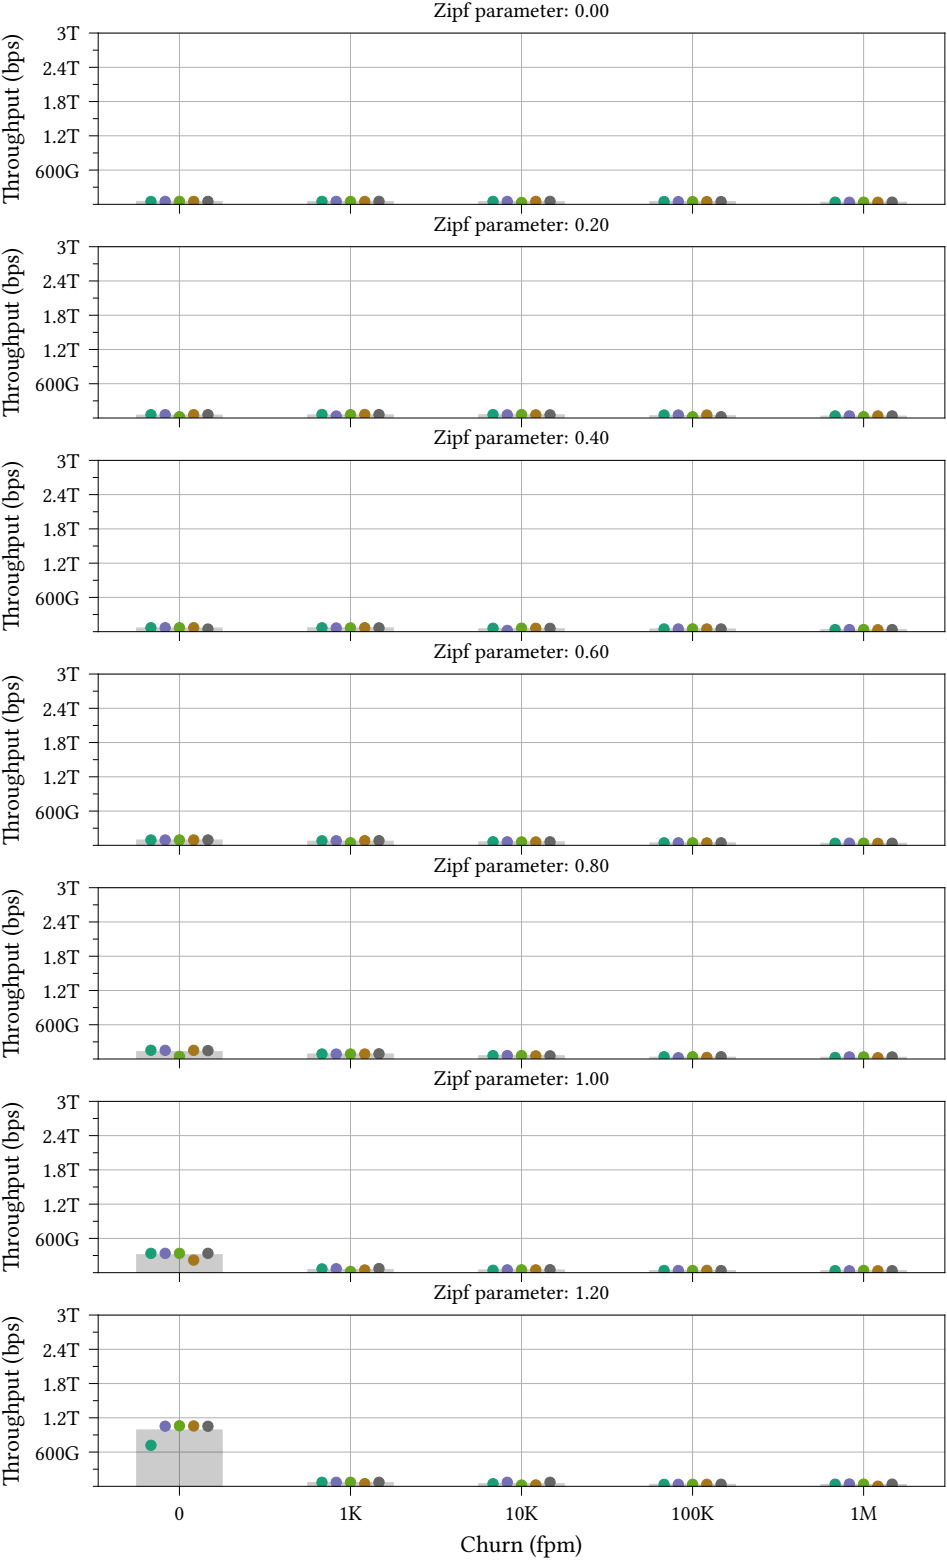 Zipf parameter: 0.00
Throughput (bps)
3T
2.4T
1.8T
1.2T
600G
Zipf parameter: 0.20
Throughput (bps)
3T
2.4T
1.8T
1.2T
600G
Zipf parameter: 0.40
Throughput (bps)
3T
2.4T
1.8T
1.2T
600G
Zipf parameter: 0.60
Throughput (bps)
3T
2.4T
1.8T
1.2T
600G
Zipf parameter: 0.80
Throughput (bps)
3T
2.4T
1.8T
1.2T
600G
Zipf parameter: 1.00
Throughput (bps)
3T
2.4T
1.8T
1.2T
600G
Zipf parameter: 1.20
Throughput (bps)
3T
2.4T
1.8T
1.2T
600G
0 1K 10K 100K 1M
Churn (fpm)